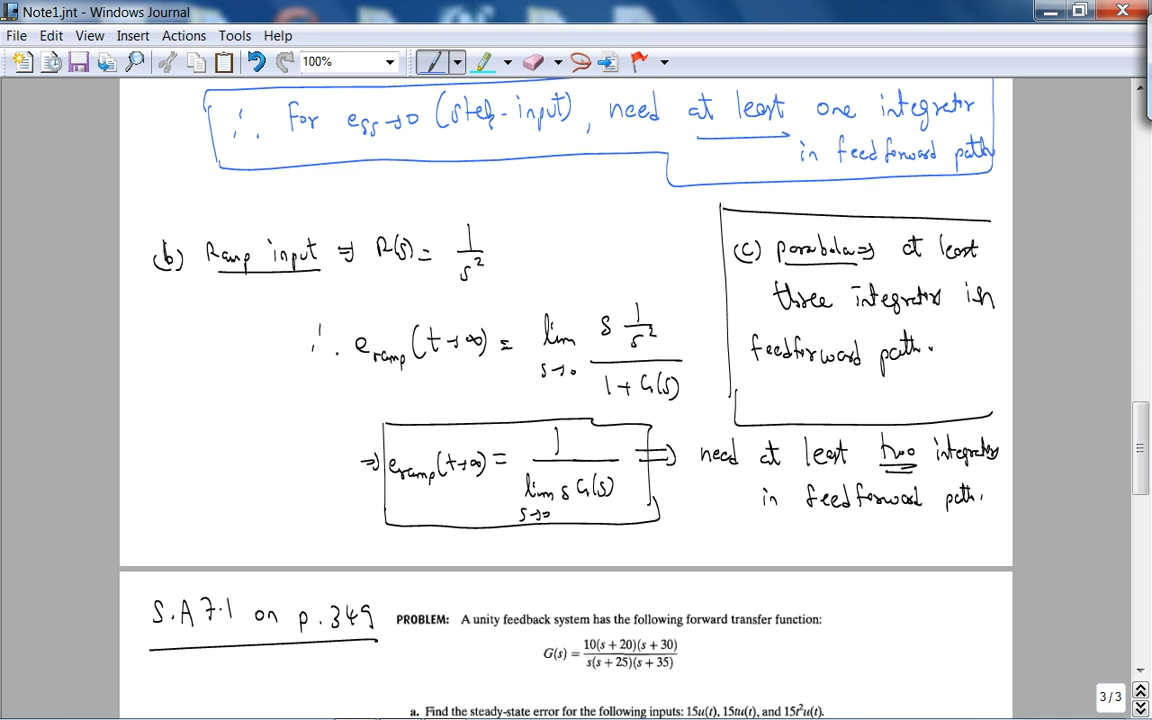 Note1.jnt - Windows Journal
File Edit View Insert Actions Tools Help
100%
∴ For ess→0 (step-input), need at least one integrator
in feedforward path
(b) Ramp input ⇒ R(s) = 1/s²
∴ e_ramp(t→∞) = lim s→0 s 1/s² / 1+G(s)
⇒ e_ramp(t→∞) = 1 / lim s→0 s G(s) ⇒ need at least two integrators
in feedforward path.
(c) parabola ⇒ at least
three integrators in
feedforward path.
S.A 7.1 on p.349
PROBLEM: A unity feedback system has the following forward transfer function:
G(s) = 10(s + 20)(s + 30) / s(s + 25)(s + 35)
a. Find the steady-state error for the following inputs: 15u(t), 15tu(t), and 15t²u(t).
3/3